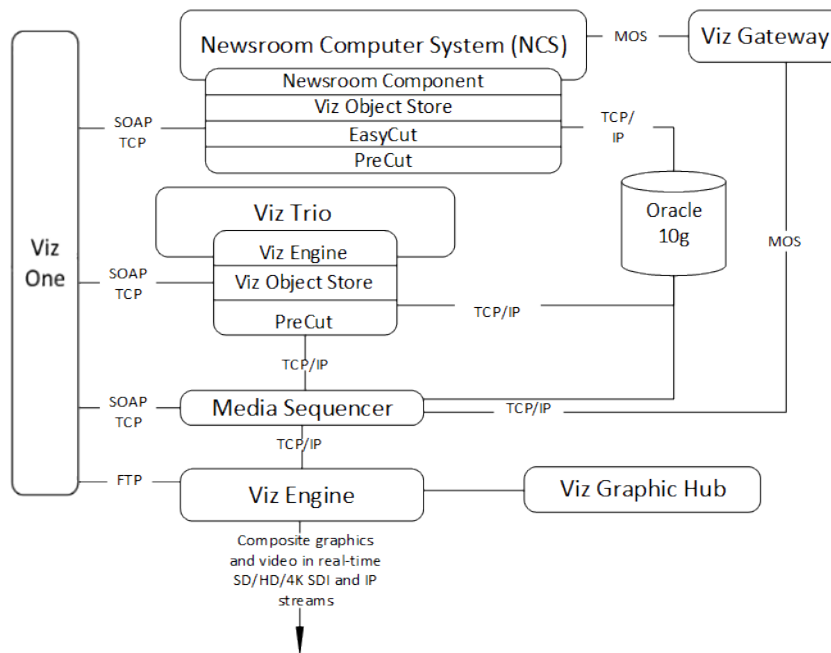 Newsroom Computer System (NCS)
MOS
Viz Gateway
Newsroom Component
Viz Object Store
SOAP
TCP
EasyCut
TCP/
IP
PreCut
Viz Trio
Oracle
10g
Viz
One
Viz Engine
MOS
SOAP
TCP
Viz Object Store
TCP/IP
PreCut
TCP/IP
SOAP
TCP
Media Sequencer
TCP/IP
TCP/IP
FTP
Viz Engine
Viz Graphic Hub
Composite graphics
and video in real-time
SD/HD/4K SDI and IP
streams